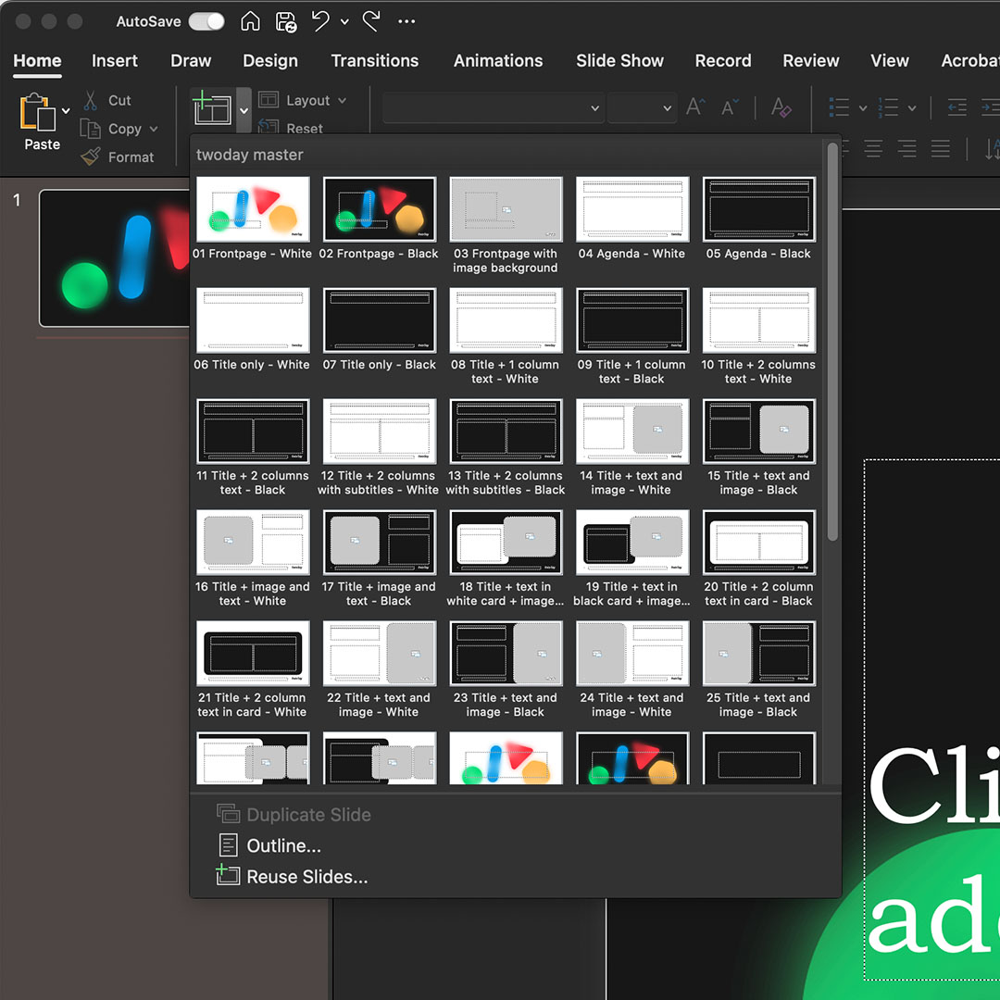 AutoSave
Home Insert Draw Design Transitions Animations Slide Show Record Review View Acrobat
Paste
Cut
Copy
Format
Layout
Reset
1
twoday master
01 Frontpage - White
02 Frontpage - Black
03 Frontpage with
image background
04 Agenda - White
05 Agenda - Black
06 Title only - White
07 Title only - Black
08 Title + 1 column
text - White
09 Title + 1 column
text - Black
10 Title + 2 columns
text - White
11 Title + 2 columns
text - Black
12 Title + 2 columns
with subtitles - White
13 Title + 2 columns
with subtitles - Black
14 Title + text and
image - White
15 Title + text and
image - Black
16 Title + image and
text - White
17 Title + image and
text - Black
18 Title + text in
white card + image...
19 Title + text in
black card + image...
20 Title + 2 column
text in card - Black
21 Title + 2 column
text in card - White
22 Title + text and
image - White
23 Title + text and
image - Black
24 Title + text and
image - White
25 Title + text and
image - Black
Duplicate Slide
Outline...
Reuse Slides...
Cli
ad